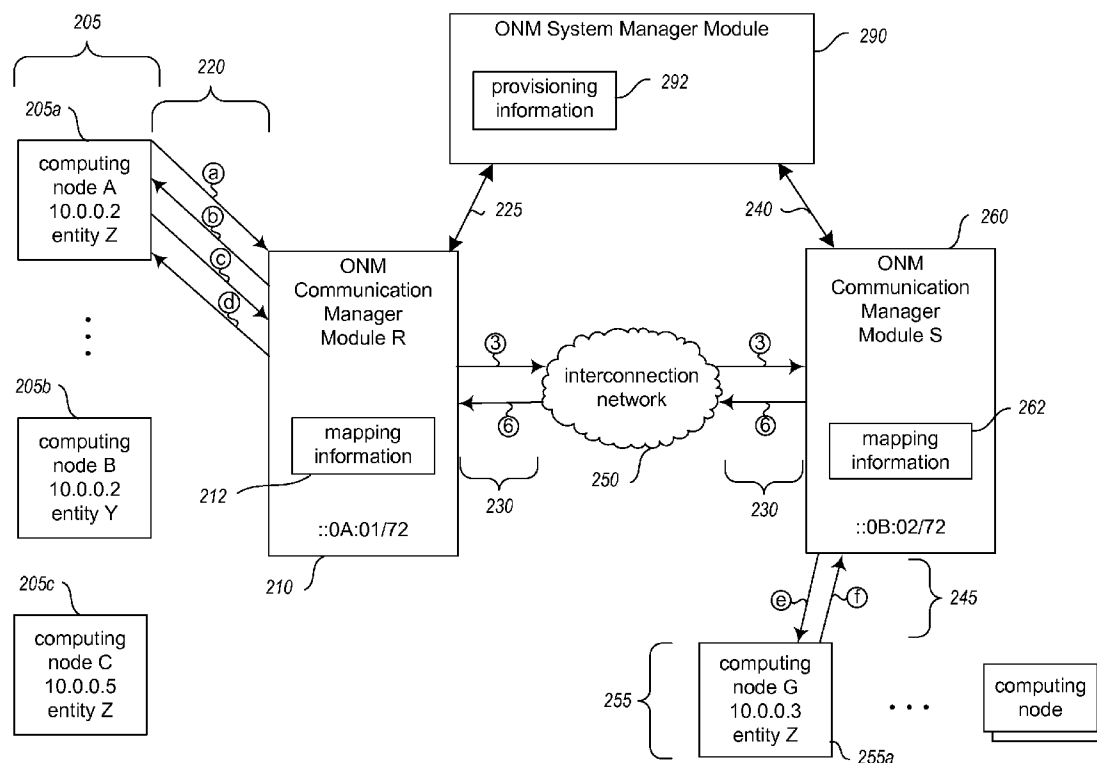 205
220
205a
ONM System Manager Module
290
provisioning
information
292
computing
node A
10.0.0.2
entity Z
a
b
c
d
225
240
260
ONM
Communication
Manager
Module R
ONM
Communication
Manager
Module S
3
6
interconnection
network
3
6
205b
computing
node B
10.0.0.2
entity Y
mapping
information
212
230
250
230
mapping
information
262
::0A:01/72
210
::0B:02/72
205c
computing
node C
10.0.0.5
entity Z
e
f
245
255
computing
node G
10.0.0.3
entity Z
255a
computing
node